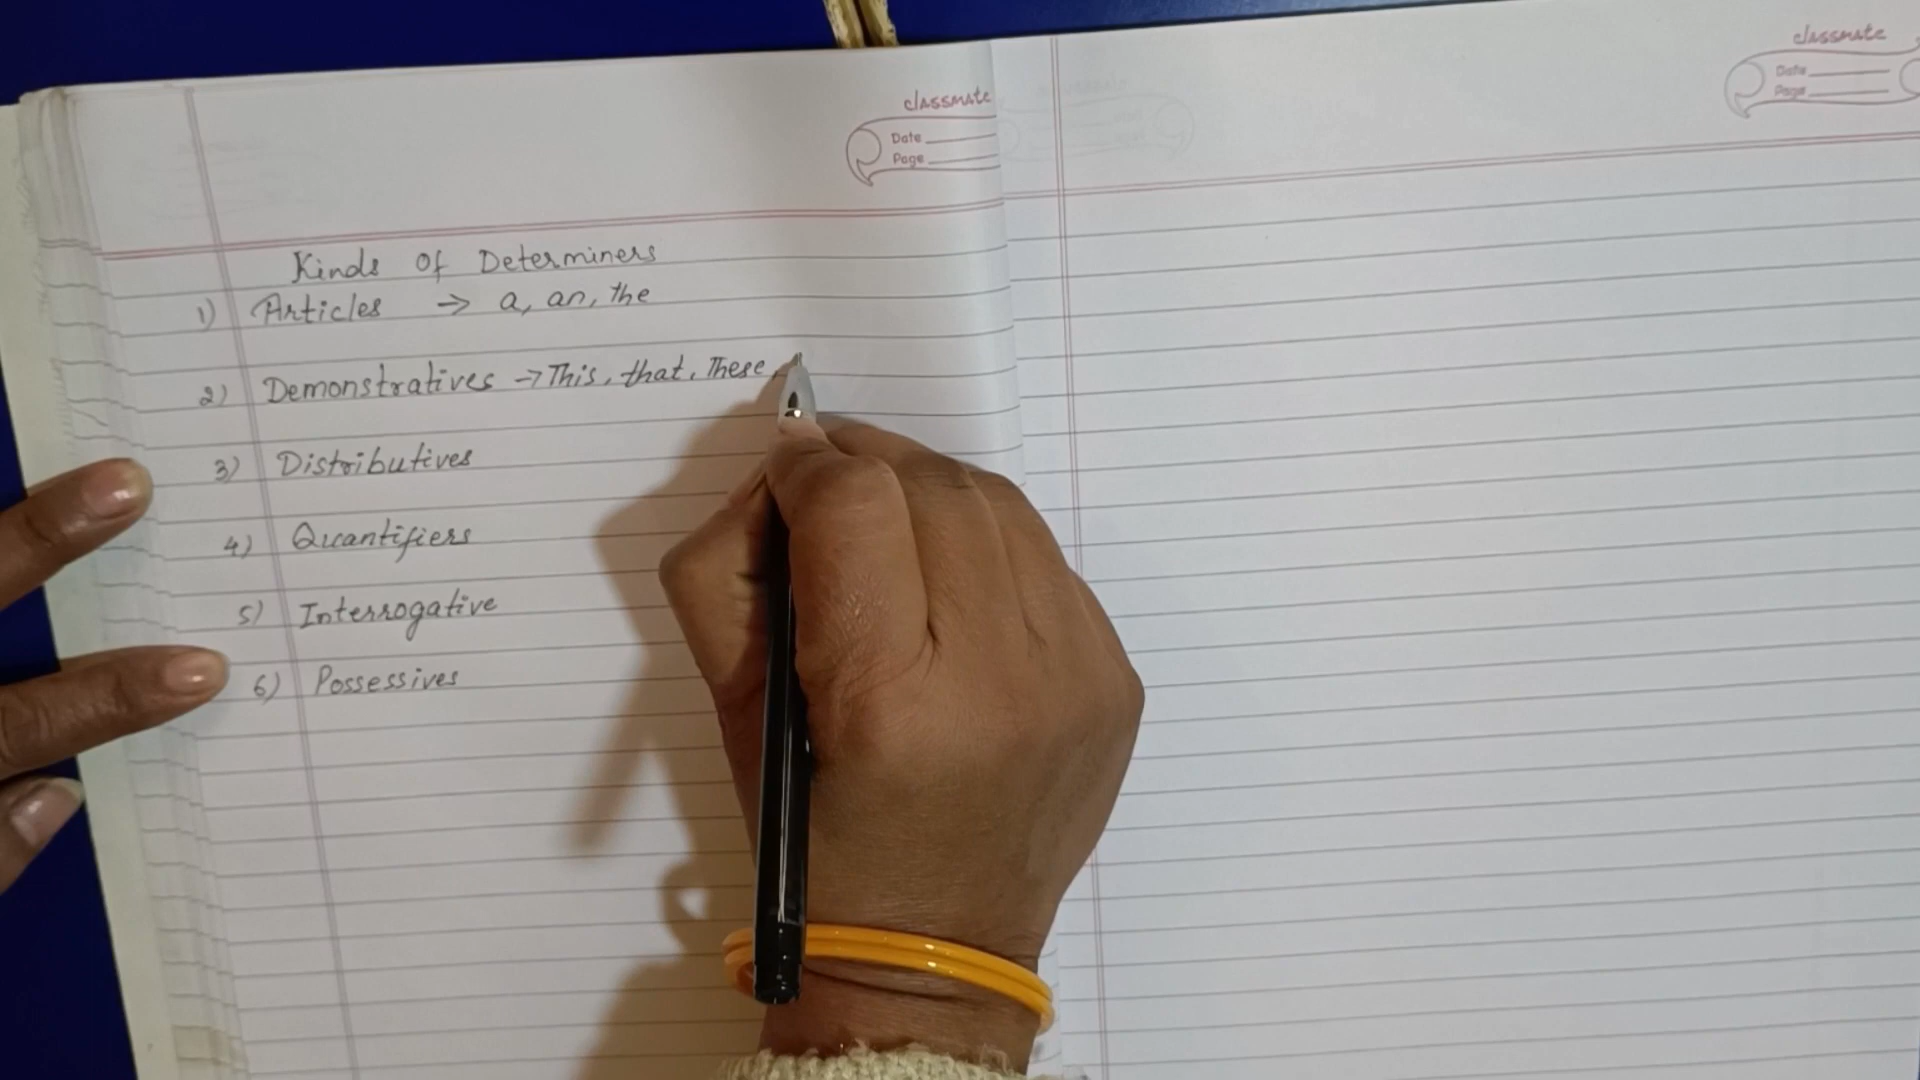 classmate
Date
Page
classmate
Date
Page
Kinds of Determiners
1) Articles → a, an, the
2) Demonstratives → This, that, These,
3) Distributives
4) Quantifiers
5) Interrogative
6) Possessives